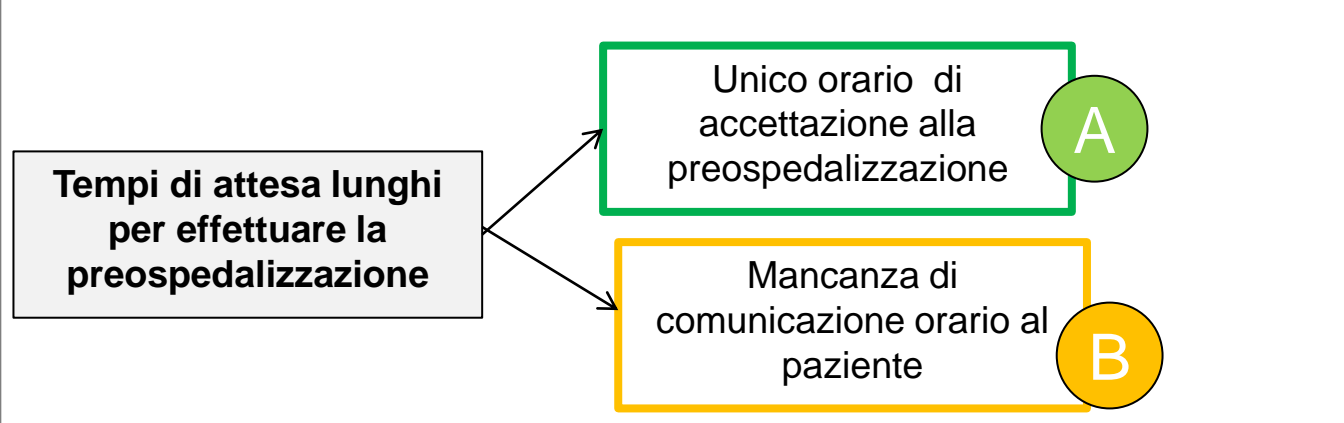 Tempi di attesa lunghi
per effettuare la
preospedalizzazione
Unico orario  di
accettazione alla
preospedalizzazione
A
Mancanza di
comunicazione orario al
paziente
B